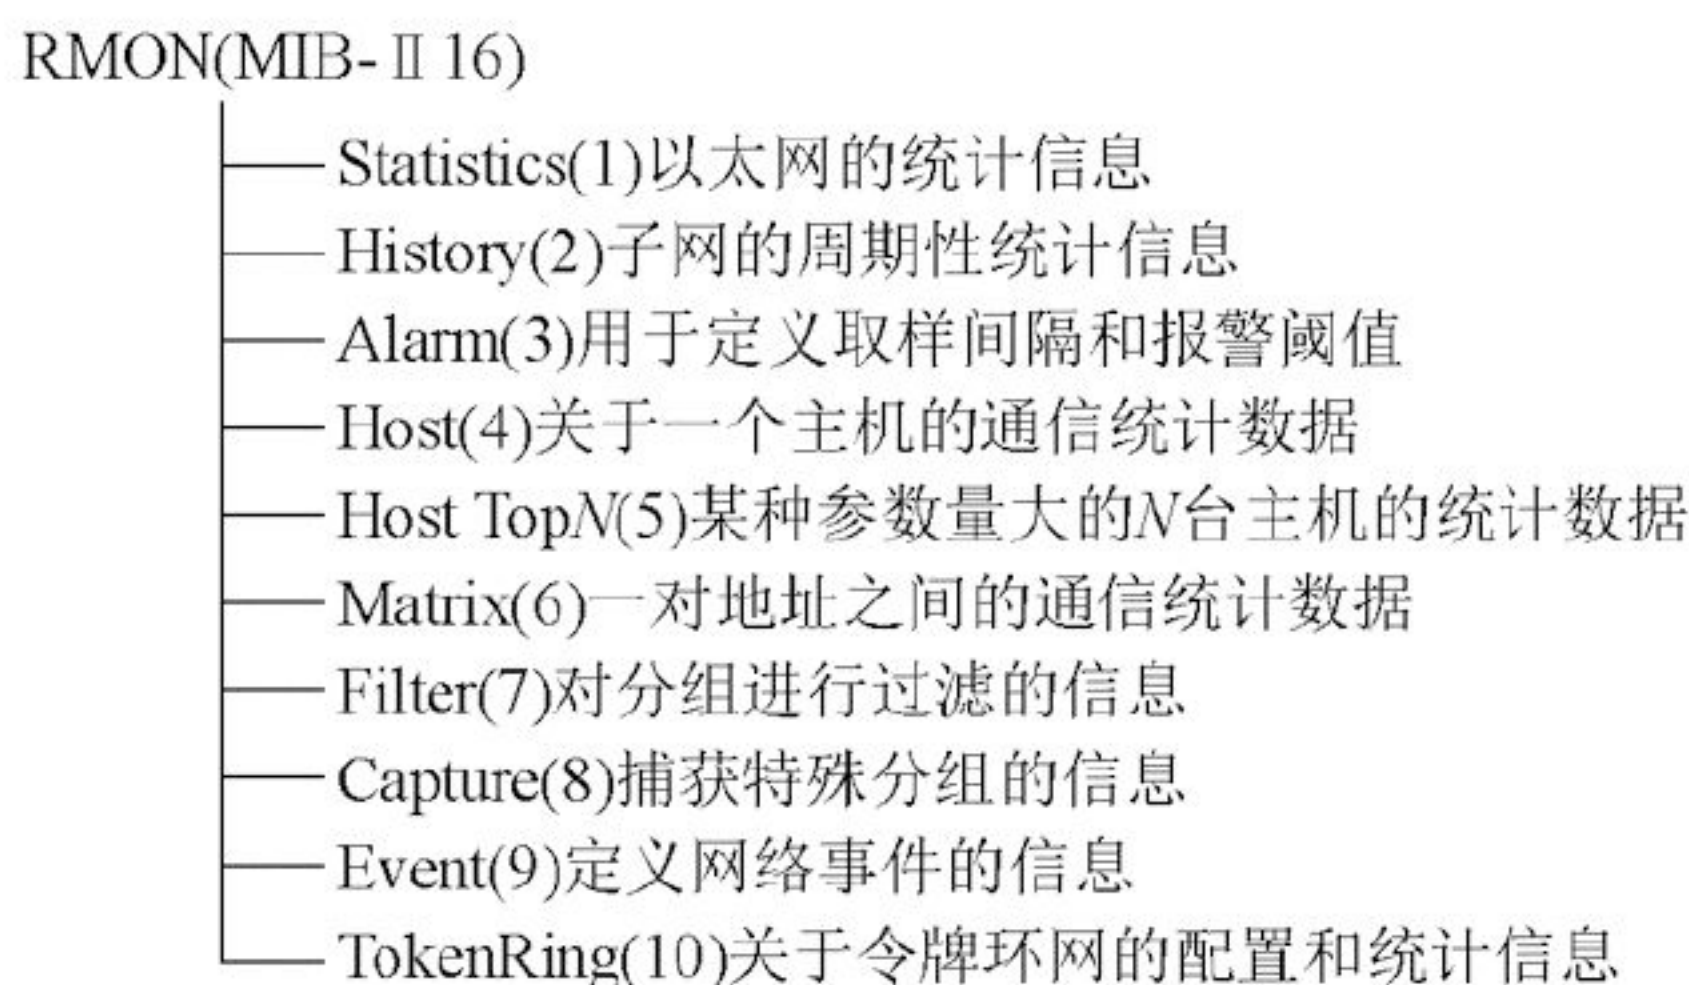 RMON(MIB-Ⅱ 16)
Statistics(1)以太网的统计信息
History(2)子网的周期性统计信息
Alarm(3)用于定义取样间隔和报警阈值
Host(4)关于一个主机的通信统计数据
Host TopN(5)某种参数量大的N台主机的统计数据
Matrix(6)一对地址之间的通信统计数据
Filter(7)对分组进行过滤的信息
Capture(8)捕获特殊分组的信息
Event(9)定义网络事件的信息
TokenRing(10)关于令牌环网的配置和统计信息